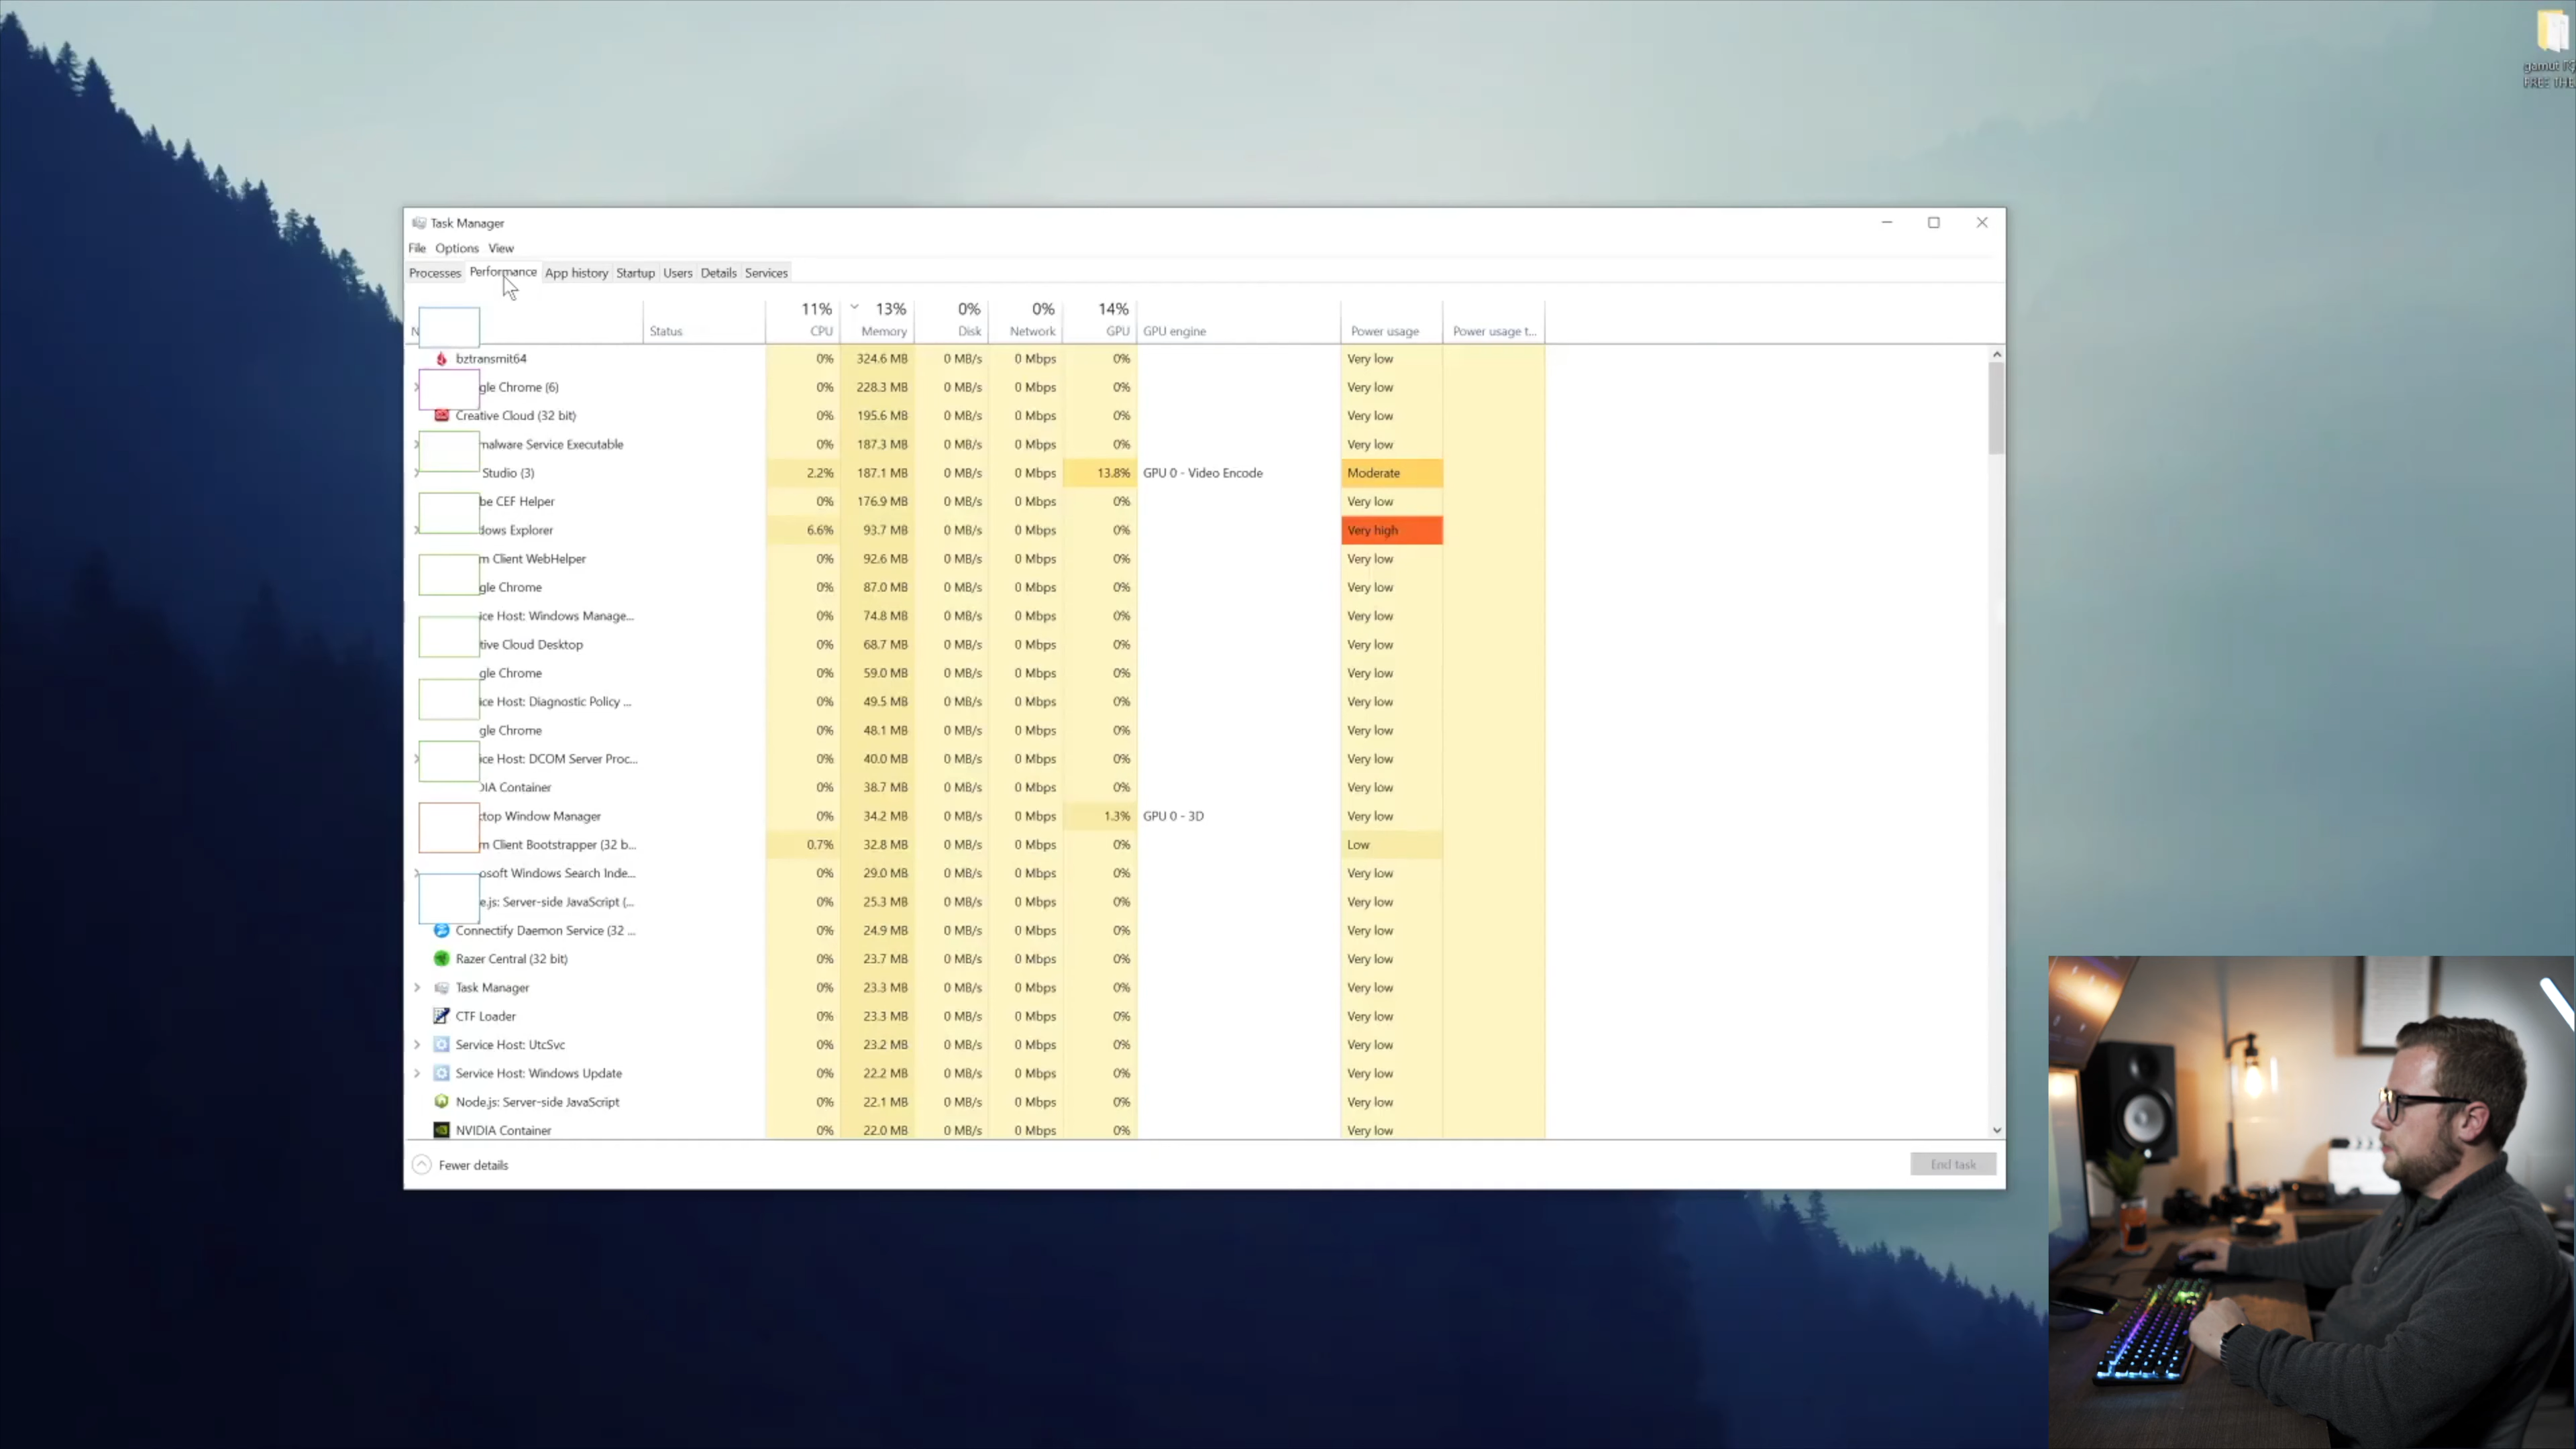 gamut
FREE THE
Task Manager
File Options View
Processes Performance App history Startup Users Details Services
11% 13% 0% 0% 14%
N Status CPU Memory Disk Network GPU GPU engine Power usage Power usage t...
bztransmit64 0% 324.6 MB 0 MB/s 0 Mbps 0% Very low
gle Chrome (6) 0% 228.3 MB 0 MB/s 0 Mbps 0% Very low
Creative Cloud (32 bit) 0% 195.6 MB 0 MB/s 0 Mbps 0% Very low
malware Service Executable 0% 187.3 MB 0 MB/s 0 Mbps 0% Very low
Studio (3) 2.2% 187.1 MB 0 MB/s 0 Mbps 13.8% GPU 0 - Video Encode Moderate
be CEF Helper 0% 176.9 MB 0 MB/s 0 Mbps 0% Very low
dows Explorer 6.6% 93.7 MB 0 MB/s 0 Mbps 0% Very high
m Client WebHelper 0% 92.6 MB 0 MB/s 0 Mbps 0% Very low
gle Chrome 0% 87.0 MB 0 MB/s 0 Mbps 0% Very low
ice Host: Windows Manage... 0% 74.8 MB 0 MB/s 0 Mbps 0% Very low
tive Cloud Desktop 0% 68.7 MB 0 MB/s 0 Mbps 0% Very low
gle Chrome 0% 59.0 MB 0 MB/s 0 Mbps 0% Very low
ice Host: Diagnostic Policy ... 0% 49.5 MB 0 MB/s 0 Mbps 0% Very low
gle Chrome 0% 48.1 MB 0 MB/s 0 Mbps 0% Very low
ice Host: DCOM Server Proc... 0% 40.0 MB 0 MB/s 0 Mbps 0% Very low
DIA Container 0% 38.7 MB 0 MB/s 0 Mbps 0% Very low
ktop Window Manager 0% 34.2 MB 0 MB/s 0 Mbps 1.3% GPU 0 - 3D Very low
m Client Bootstrapper (32 b... 0.7% 32.8 MB 0 MB/s 0 Mbps 0% Low
osoft Windows Search Inde... 0% 29.0 MB 0 MB/s 0 Mbps 0% Very low
e.js: Server-side JavaScript (... 0% 25.3 MB 0 MB/s 0 Mbps 0% Very low
Connectify Daemon Service (32 ... 0% 24.9 MB 0 MB/s 0 Mbps 0% Very low
Razer Central (32 bit) 0% 23.7 MB 0 MB/s 0 Mbps 0% Very low
Task Manager 0% 23.3 MB 0 MB/s 0 Mbps 0% Very low
CTF Loader 0% 23.3 MB 0 MB/s 0 Mbps 0% Very low
Service Host: UtcSvc 0% 23.2 MB 0 MB/s 0 Mbps 0% Very low
Service Host: Windows Update 0% 22.2 MB 0 MB/s 0 Mbps 0% Very low
Node.js: Server-side JavaScript 0% 22.1 MB 0 MB/s 0 Mbps 0% Very low
NVIDIA Container 0% 22.0 MB 0 MB/s 0 Mbps 0% Very low
Fewer details End task